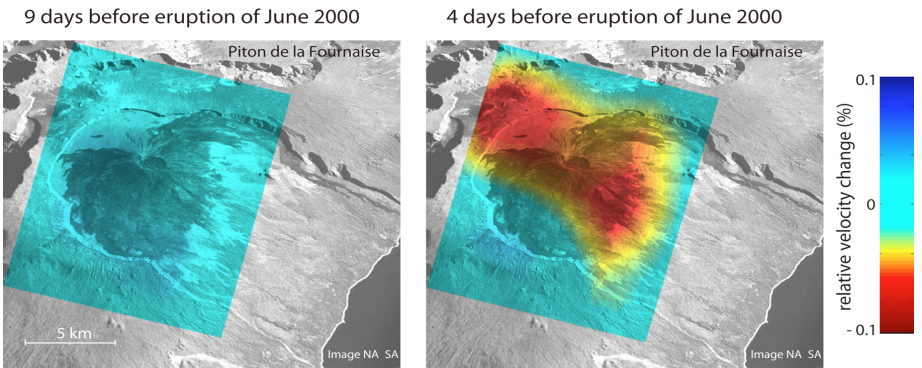 9 days before eruption of June 2000
Piton de la Fournaise
5 km
Image NA SA
4 days before eruption of June 2000
Piton de la Fournaise
Image NA SA
0.1
0
- 0.1
relative velocity change (%)